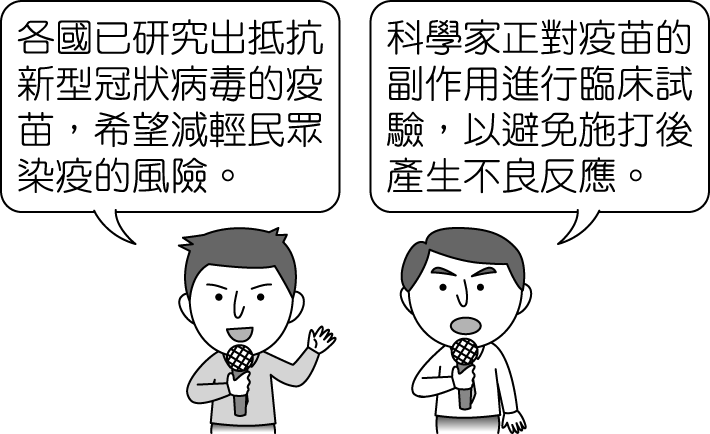 各國已研究出抵抗
新型冠狀病毒的疫
苗，希望減輕民眾
染疫的風險。
科學家正對疫苗的
副作用進行臨床試
驗，以避免施打後
產生不良反應。